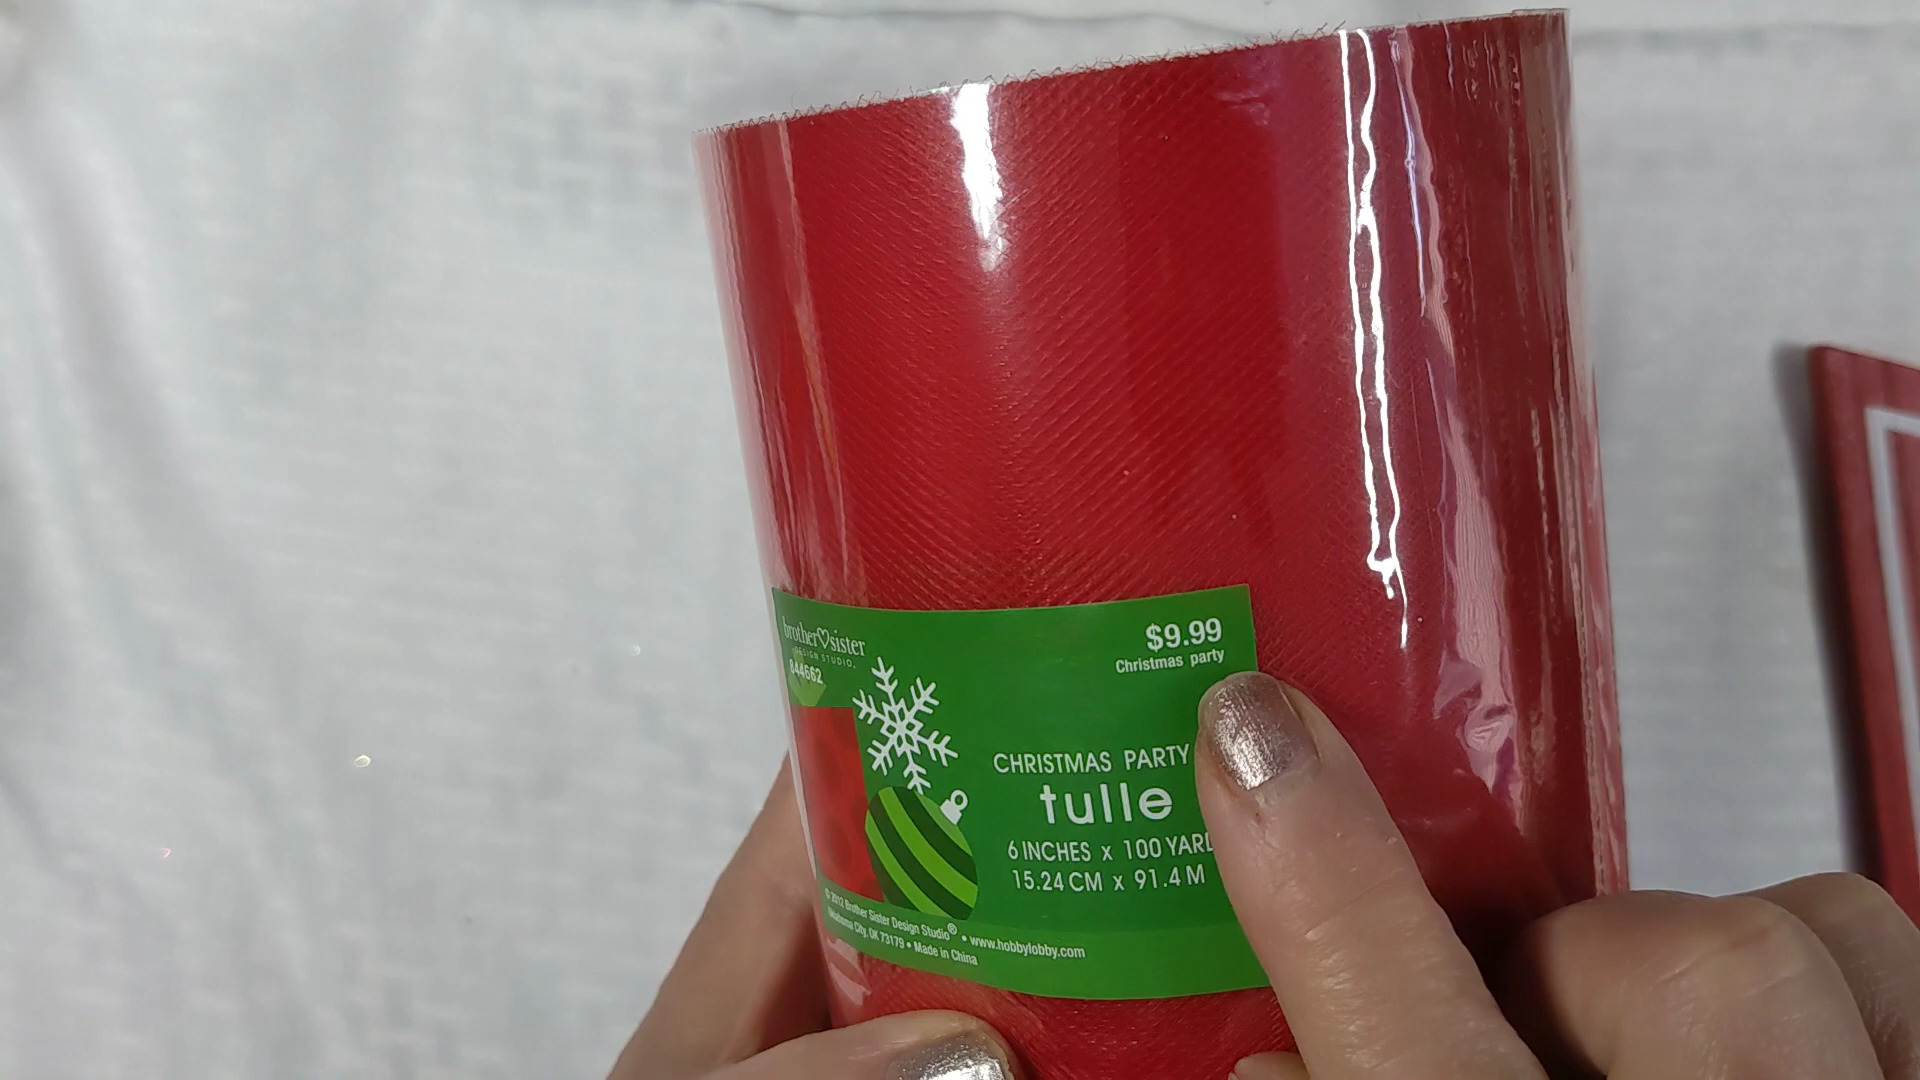 brother♡sister
DESIGN STUDIO.
844662
$9.99
Christmas party
CHRISTMAS PARTY
tulle
6 INCHES x 100 YARD
15.24 CM x 91.4 M
© 2012 Brother Sister Design Studio® • www.hobbylobby.com
Oklahoma City, OK 73179 • Made in China